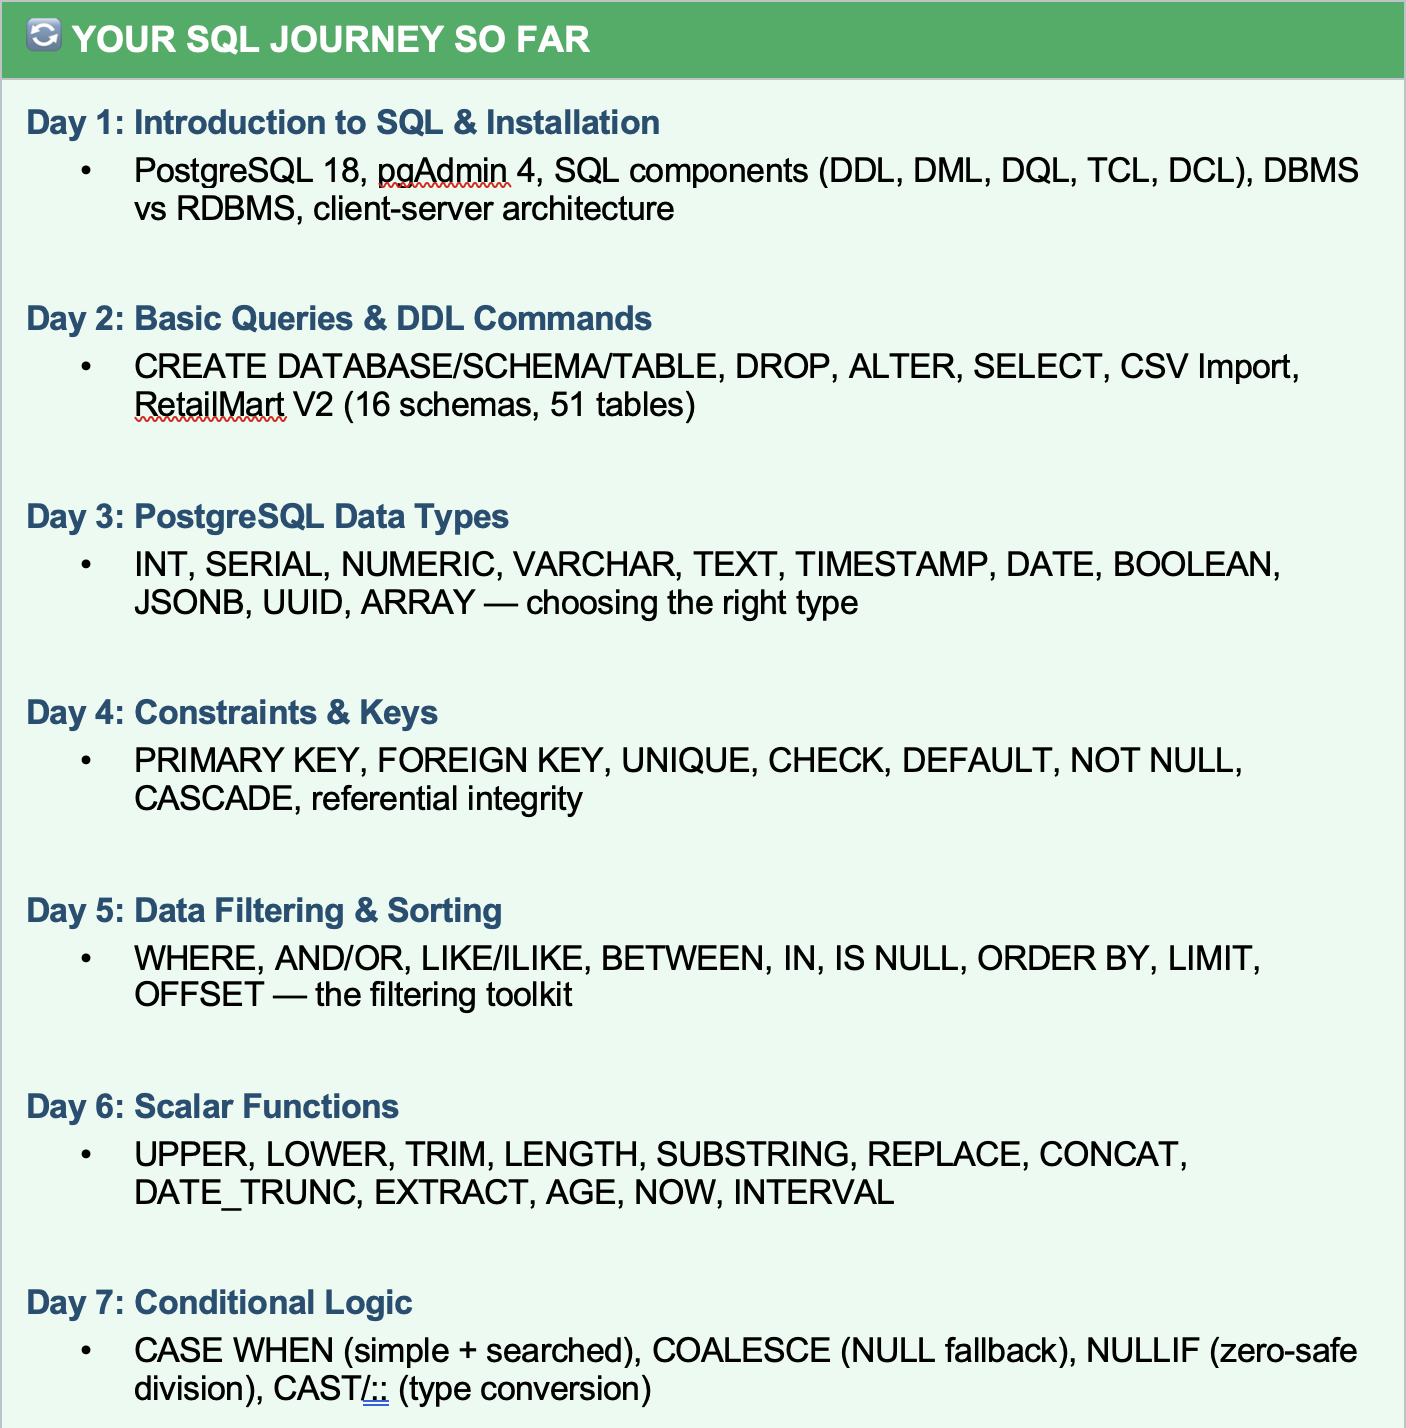 YOUR SQL JOURNEY SO FAR
Day 1: Introduction to SQL & Installation
• PostgreSQL 18, pgAdmin 4, SQL components (DDL, DML, DQL, TCL, DCL), DBMS
vs RDBMS, client-server architecture
Day 2: Basic Queries & DDL Commands
• CREATE DATABASE/SCHEMA/TABLE, DROP, ALTER, SELECT, CSV Import,
RetailMart V2 (16 schemas, 51 tables)
Day 3: PostgreSQL Data Types
• INT, SERIAL, NUMERIC, VARCHAR, TEXT, TIMESTAMP, DATE, BOOLEAN,
JSONB, UUID, ARRAY — choosing the right type
Day 4: Constraints & Keys
• PRIMARY KEY, FOREIGN KEY, UNIQUE, CHECK, DEFAULT, NOT NULL,
CASCADE, referential integrity
Day 5: Data Filtering & Sorting
• WHERE, AND/OR, LIKE/ILIKE, BETWEEN, IN, IS NULL, ORDER BY, LIMIT,
OFFSET — the filtering toolkit
Day 6: Scalar Functions
• UPPER, LOWER, TRIM, LENGTH, SUBSTRING, REPLACE, CONCAT,
DATE_TRUNC, EXTRACT, AGE, NOW, INTERVAL
Day 7: Conditional Logic
• CASE WHEN (simple + searched), COALESCE (NULL fallback), NULLIF (zero-safe
division), CAST/:: (type conversion)